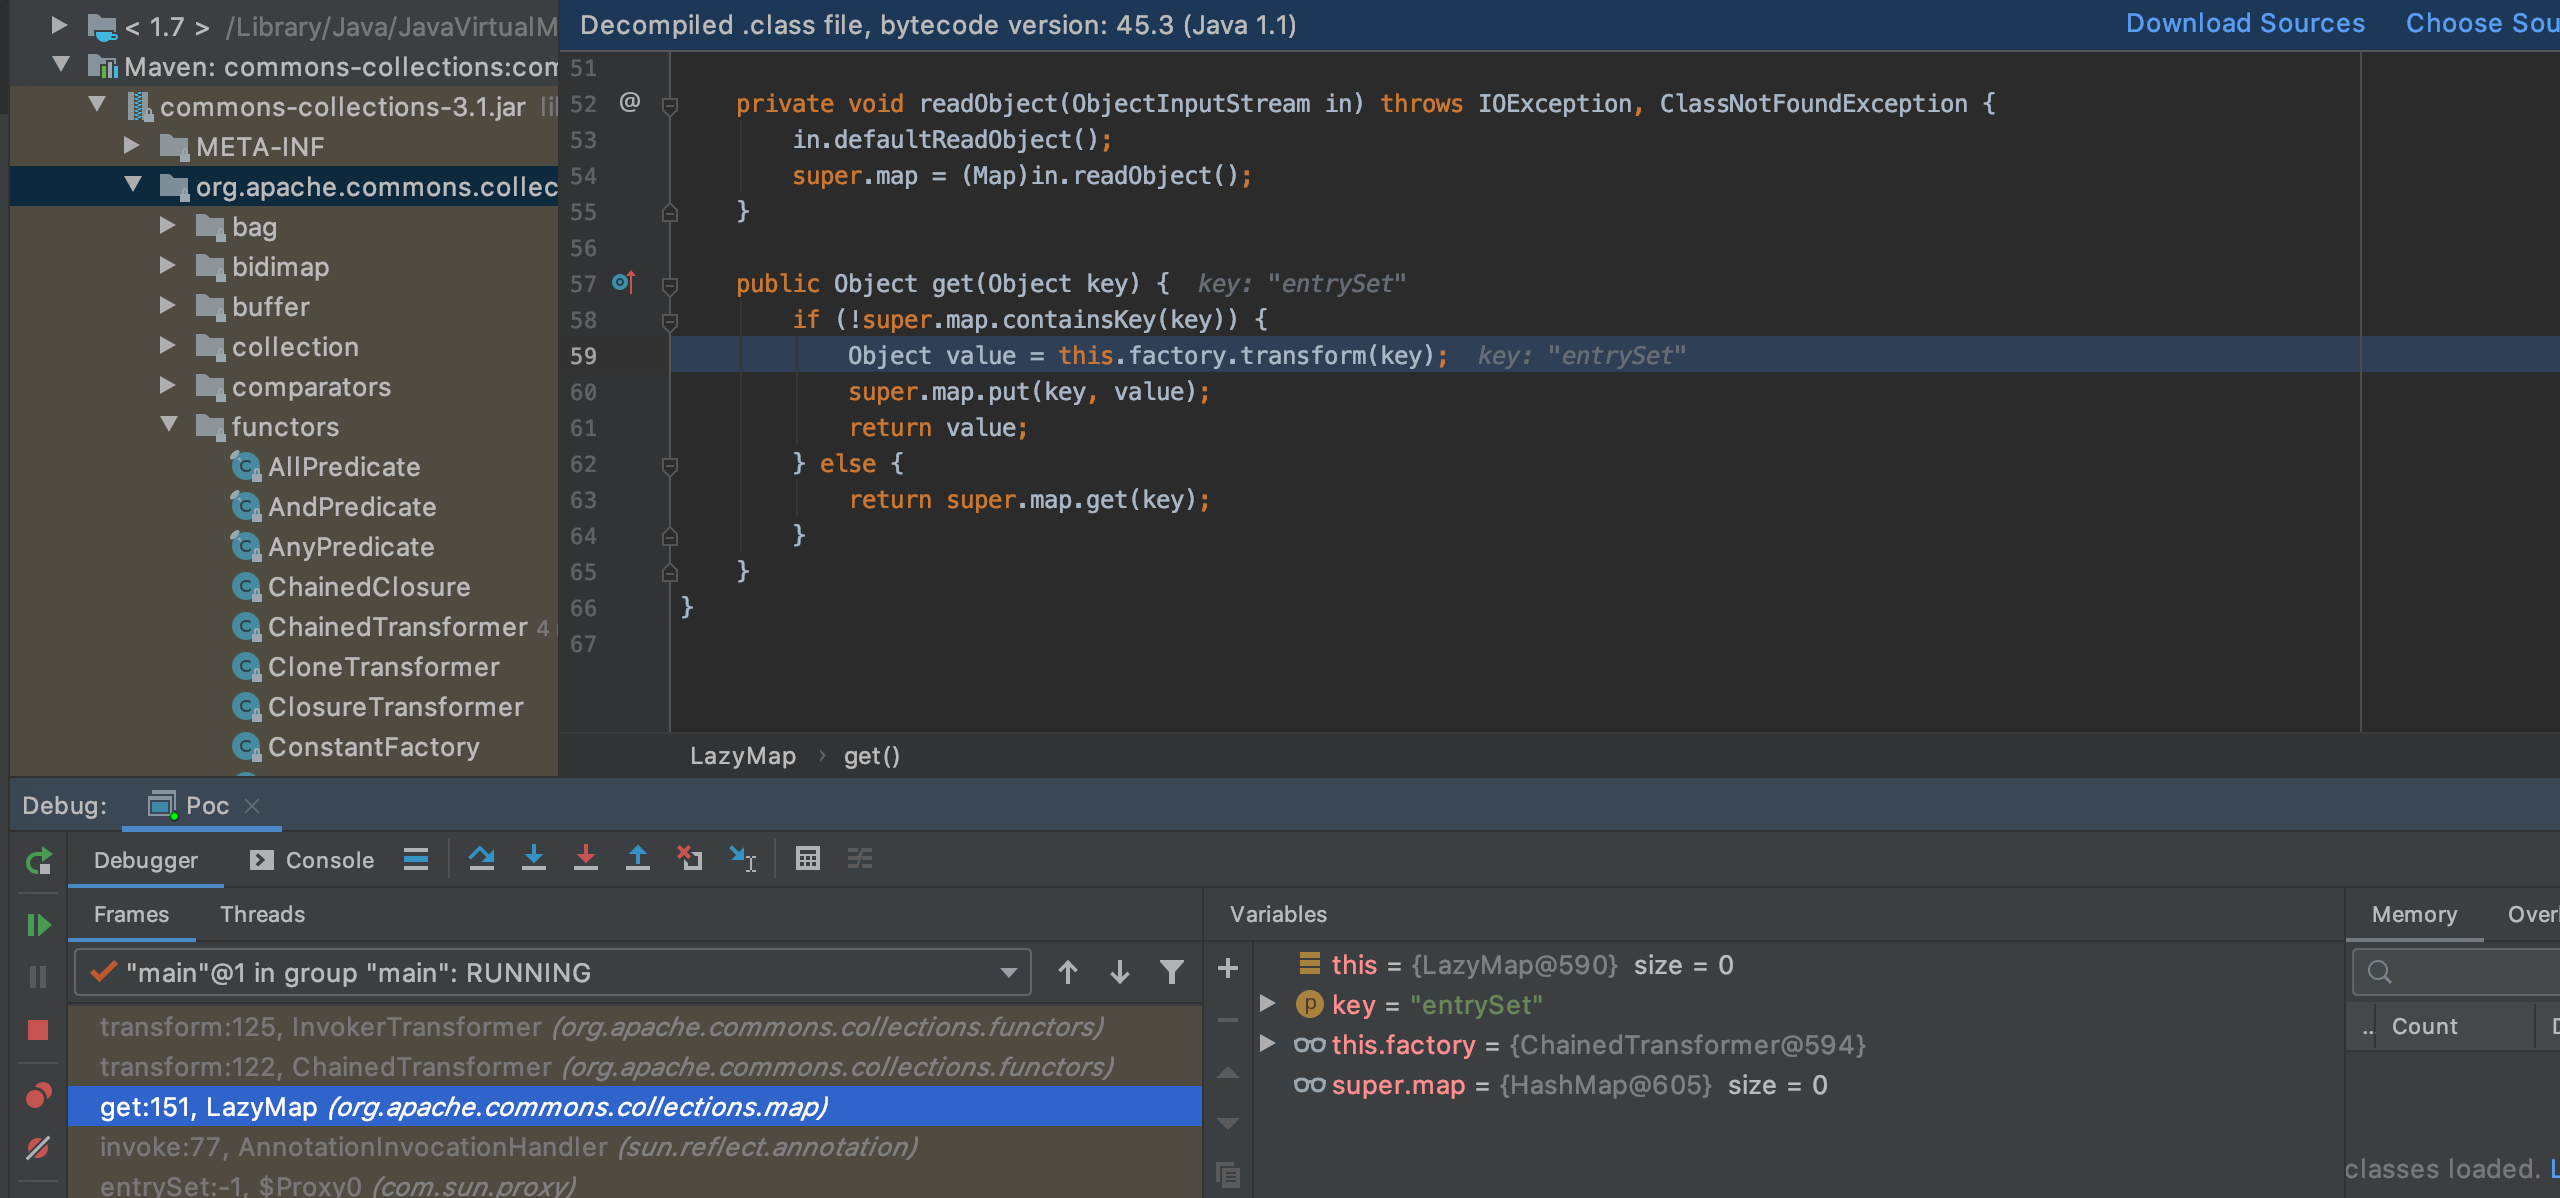 < 1.7 > /Library/Java/JavaVirtualM
Maven: commons-collections:com
commons-collections-3.1.jar
META-INF
org.apache.commons.collec
bag
bidimap
buffer
collection
comparators
functors
AllPredicate
AndPredicate
AnyPredicate
ChainedClosure
ChainedTransformer 4
CloneTransformer
ClosureTransformer
ConstantFactory
Decompiled .class file, bytecode version: 45.3 (Java 1.1) Download Sources Choose Sou
51
52 @ private void readObject(ObjectInputStream in) throws IOException, ClassNotFoundException {
53 in.defaultReadObject();
54 super.map = (Map)in.readObject();
55 }
56
57 public Object get(Object key) { key: "entrySet"
58 if (!super.map.containsKey(key)) {
59 Object value = this.factory.transform(key); key: "entrySet"
60 super.map.put(key, value);
61 return value;
62 } else {
63 return super.map.get(key);
64 }
65 }
66 }
67
LazyMap › get()
Debug: Poc
Debugger Console
Frames Threads
"main"@1 in group "main": RUNNING
transform:125, InvokerTransformer (org.apache.commons.collections.functors)
transform:122, ChainedTransformer (org.apache.commons.collections.functors)
get:151, LazyMap (org.apache.commons.collections.map)
invoke:77, AnnotationInvocationHandler (sun.reflect.annotation)
entrySet:-1, $Proxy0 (com.sun.proxy)
Variables
this = {LazyMap@590} size = 0
key = "entrySet"
this.factory = {ChainedTransformer@594}
super.map = {HashMap@605} size = 0
Memory Overl
.. Count
classes loaded. L